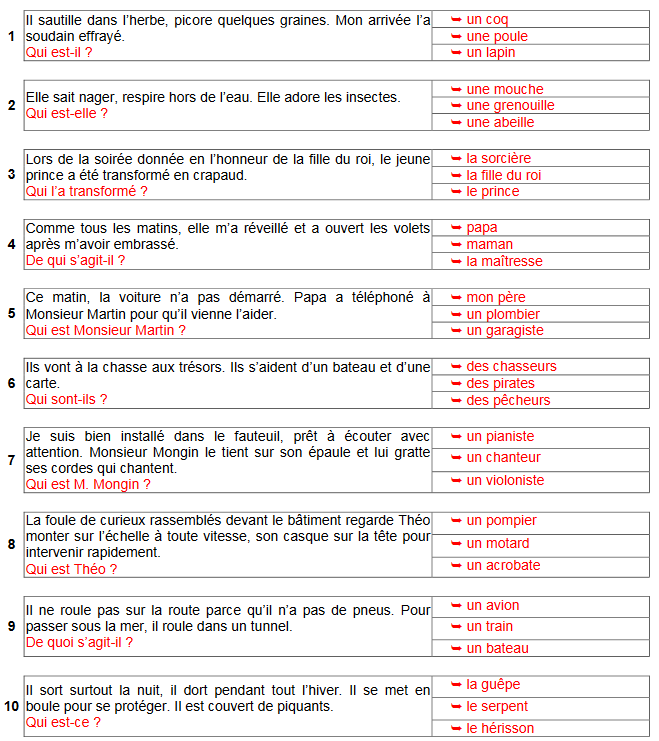 1
Il sautille dans l’herbe, picore quelques graines. Mon arrivée l’a
soudain effrayé.
Qui est-il ?
➥ un coq
➥ une poule
➥ un lapin
2
Elle sait nager, respire hors de l’eau. Elle adore les insectes.
Qui est-elle ?
➥ une mouche
➥ une grenouille
➥ une abeille
3
Lors de la soirée donnée en l’honneur de la fille du roi, le jeune
prince a été transformé en crapaud.
Qui l’a transformé ?
➥ la sorcière
➥ la fille du roi
➥ le prince
4
Comme tous les matins, elle m’a réveillé et a ouvert les volets
après m’avoir embrassé.
De qui s’agit-il ?
➥ papa
➥ maman
➥ la maîtresse
5
Ce matin, la voiture n’a pas démarré. Papa a téléphoné à
Monsieur Martin pour qu’il vienne l’aider.
Qui est Monsieur Martin ?
➥ mon père
➥ un plombier
➥ un garagiste
6
Ils vont à la chasse aux trésors. Ils s’aident d’un bateau et d’une
carte.
Qui sont-ils ?
➥ des chasseurs
➥ des pirates
➥ des pêcheurs
7
Je suis bien installé dans le fauteuil, prêt à écouter avec
attention. Monsieur Mongin le tient sur son épaule et lui gratte
ses cordes qui chantent.
Qui est M. Mongin ?
➥ un pianiste
➥ un chanteur
➥ un violoniste
8
La foule de curieux rassemblés devant le bâtiment regarde Théo
monter sur l’échelle à toute vitesse, son casque sur la tête pour
intervenir rapidement.
Qui est Théo ?
➥ un pompier
➥ un motard
➥ un acrobate
9
Il ne roule pas sur la route parce qu’il n’a pas de pneus. Pour
passer sous la mer, il roule dans un tunnel.
De quoi s’agit-il ?
➥ un avion
➥ un train
➥ un bateau
10
Il sort surtout la nuit, il dort pendant tout l’hiver. Il se met en
boule pour se protéger. Il est couvert de piquants.
Qui est-ce ?
➥ la guêpe
➥ le serpent
➥ le hérisson